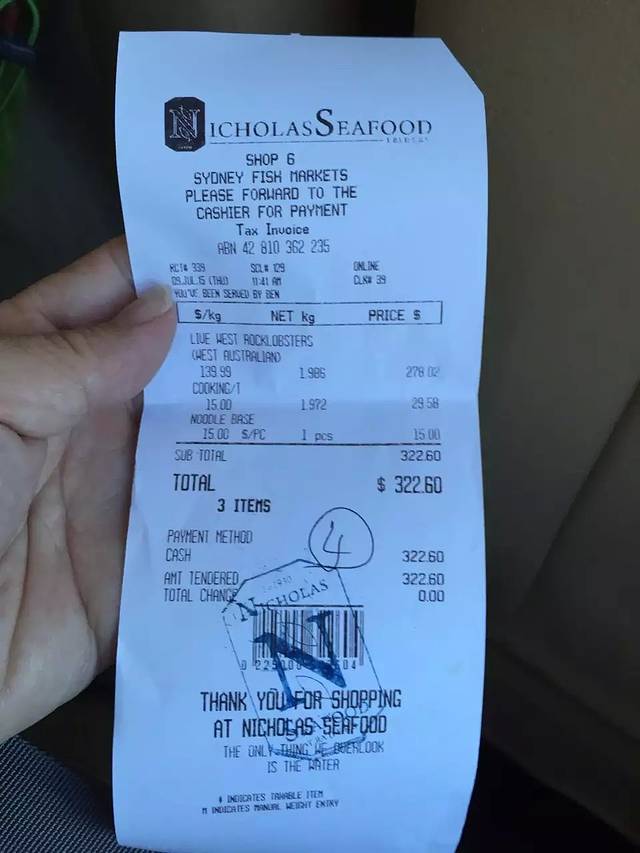 N
NICHOLAS SEAFOOD
SHOP 6
SYDNEY FISH MARKETS
PLEASE FORWARD TO THE
CASHIER FOR PAYMENT
Tax Invoice
ABN 42 810 362 235
RCT# 339 SCL# 129 ONLINE
09.JUL.15 (THU) 11:41 AM CLK# 39
YOU'VE BEEN SERVED BY BEN
$/kg NET kg PRICE $
LIVE WEST ROCKLOBSTERS
(WEST AUSTRALIAN)
139.99 1.986 278.02
COOKING/T
15.00 1.972 29.58
NOODLE BASE
15.00 $/PC 1 pcs 15.00
SUB TOTAL 322.60
TOTAL $ 322.60
3 ITEMS
4
PAYMENT METHOD
CASH 322.60
AMT TENDERED 322.60
TOTAL CHANGE 0.00
NICHOLAS
N
SEAFOOD
THANK YOU FOR SHOPPING
AT NICHOLAS SEAFOOD
THE ONLY THING WE OVERLOOK
IS THE WATER
# INDICATES TAXABLE ITEM
M INDICATES MANUAL WEIGHT ENTRY